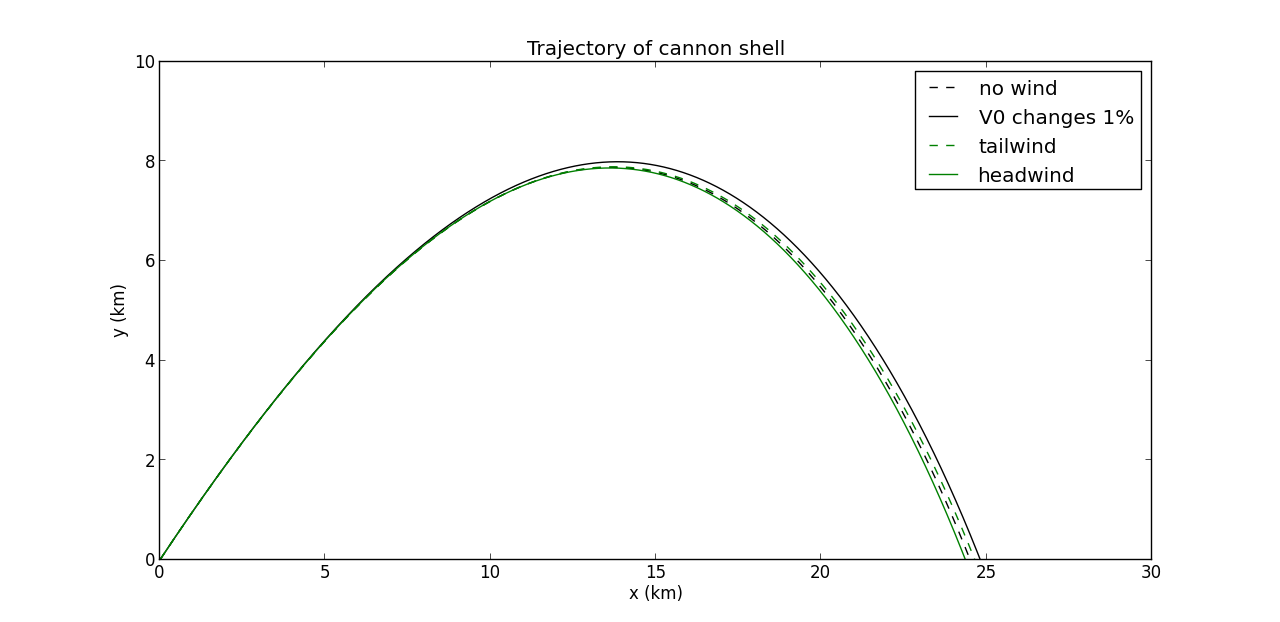 Trajectory of cannon shell
no wind
V0 changes 1%
tailwind
headwind
y (km)
10
8
6
4
2
0
0 5 10 15 20 25 30
x (km)